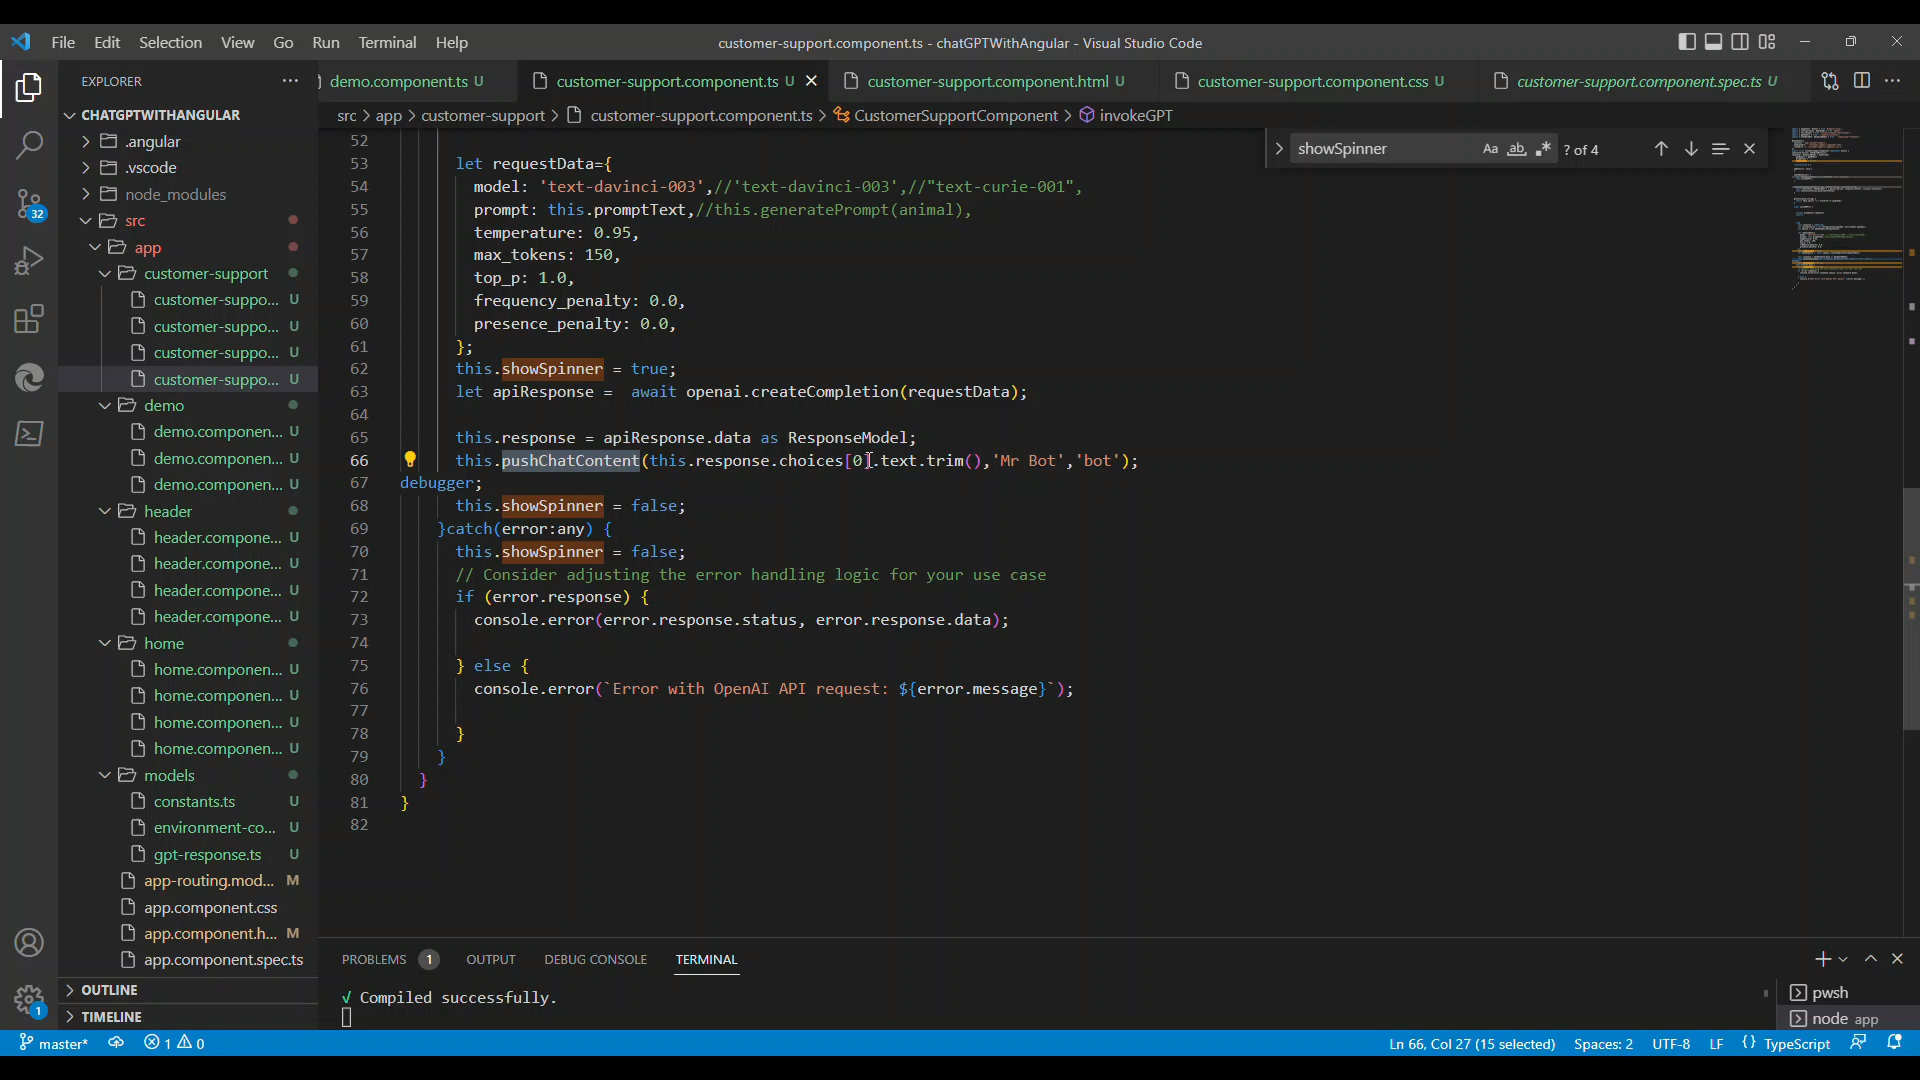 File Edit Selection View Go Run Terminal Help
customer-support.component.ts - chatGPTWithAngular - Visual Studio Code
EXPLORER
demo.component.ts U
customer-support.component.ts U
customer-support.component.html U
customer-support.component.css U
customer-support.component.spec.ts U
CHATGPTWITHANGULAR
src > app > customer-support > customer-support.component.ts > CustomerSupportComponent > invokeGPT
showSpinner
Aa ab .*
? of 4
.angular
.vscode
node_modules
src
app
customer-support
customer-suppo... U
customer-suppo... U
customer-suppo... U
customer-suppo... U
demo
demo.componen... U
demo.componen... U
demo.componen... U
header
header.compone... U
header.compone... U
header.compone... U
header.compone... U
home
home.componen... U
home.componen... U
home.componen... U
home.componen... U
models
constants.ts U
environment-co... U
gpt-response.ts U
app-routing.mod... M
app.component.css
app.component.h... M
app.component.spec.ts
OUTLINE
TIMELINE
32
1
52
53 let requestData={
54 model: 'text-davinci-003',//'text-davinci-003',//"text-curie-001",
55 prompt: this.promptText,//this.generatePrompt(animal),
56 temperature: 0.95,
57 max_tokens: 150,
58 top_p: 1.0,
59 frequency_penalty: 0.0,
60 presence_penalty: 0.0,
61 };
62 this.showSpinner = true;
63 let apiResponse =  await openai.createCompletion(requestData);
64
65 this.response = apiResponse.data as ResponseModel;
66 this.pushChatContent(this.response.choices[0].text.trim(),'Mr Bot','bot');
67 debugger;
68 this.showSpinner = false;
69 }catch(error:any) {
70 this.showSpinner = false;
71 // Consider adjusting the error handling logic for your use case
72 if (error.response) {
73 console.error(error.response.status, error.response.data);
74
75 } else {
76 console.error(`Error with OpenAI API request: ${error.message}`);
77
78 }
79 }
80 }
81 }
82
PROBLEMS 1 OUTPUT DEBUG CONSOLE TERMINAL
√ Compiled successfully.
pwsh
node app
master* 1 0
Ln 66, Col 27 (15 selected) Spaces: 2 UTF-8 LF {} TypeScript